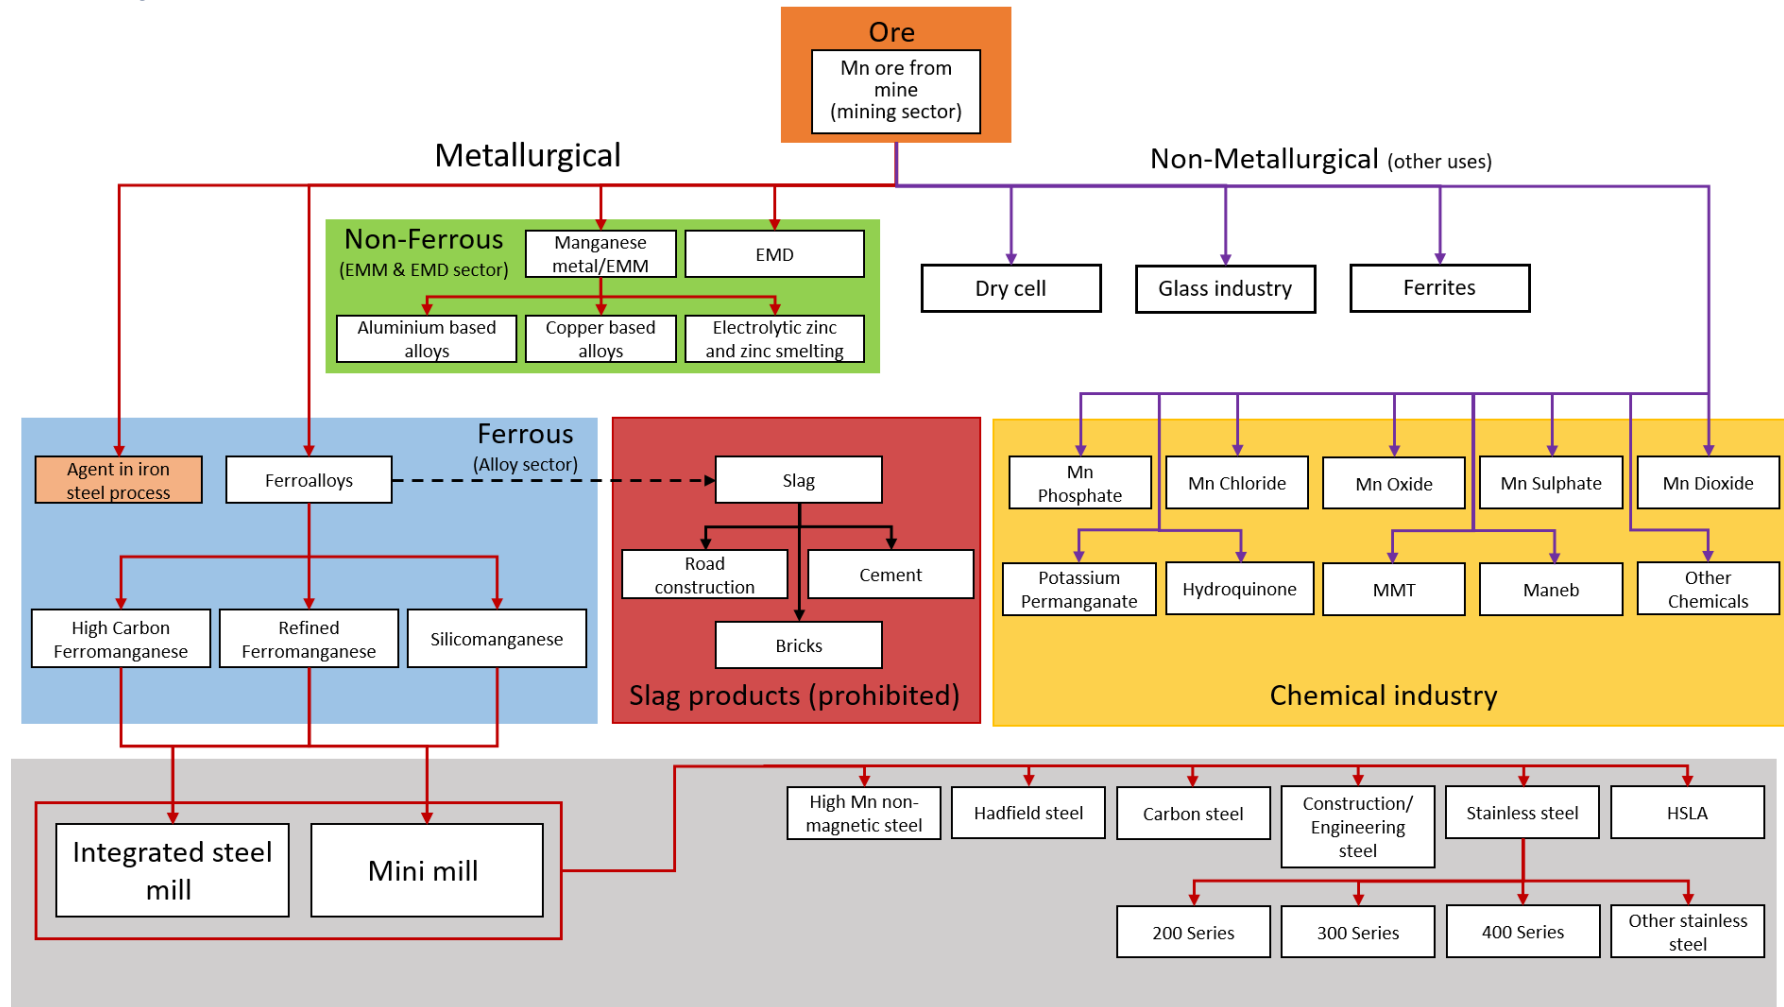 Ore
Mn ore from
mine
(mining sector)
Metallurgical
Non-Metallurgical (other uses)
Non-Ferrous
(EMM & EMD sector)
Manganese
metal/EMM
EMD
Aluminium based
alloys
Copper based
alloys
Electrolytic zinc
and zinc smelting
Dry cell
Glass industry
Ferrites
Ferrous
(Alloy sector)
Agent in iron
steel process
Ferroalloys
High Carbon
Ferromanganese
Refined
Ferromanganese
Silicomanganese
Slag
Road
construction
Cement
Bricks
Slag products (prohibited)
Mn
Phosphate
Mn Chloride
Mn Oxide
Mn Sulphate
Mn Dioxide
Potassium
Permanganate
Hydroquinone
MMT
Maneb
Other
Chemicals
Chemical industry
Integrated steel
mill
Mini mill
High Mn non-
magnetic steel
Hadfield steel
Carbon steel
Construction/
Engineering
steel
Stainless steel
HSLA
200 Series
300 Series
400 Series
Other stainless
steel